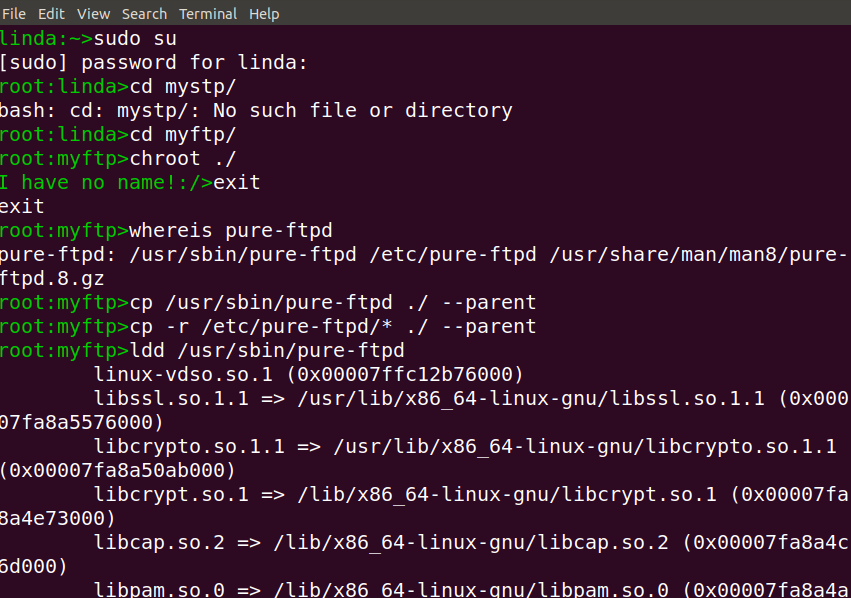 File Edit View Search Terminal Help
linda:~>sudo su
[sudo] password for linda:
root:linda>cd mystp/
bash: cd: mystp/: No such file or directory
root:linda>cd myftp/
root:myftp>chroot ./
I have no name!:/>exit
exit
root:myftp>whereis pure-ftpd
pure-ftpd: /usr/sbin/pure-ftpd /etc/pure-ftpd /usr/share/man/man8/pure-
ftpd.8.gz
root:myftp>cp /usr/sbin/pure-ftpd ./ --parent
root:myftp>cp -r /etc/pure-ftpd/* ./ --parent
root:myftp>ldd /usr/sbin/pure-ftpd
linux-vdso.so.1 (0x00007ffc12b76000)
libssl.so.1.1 => /usr/lib/x86_64-linux-gnu/libssl.so.1.1 (0x000
07fa8a5576000)
libcrypto.so.1.1 => /usr/lib/x86_64-linux-gnu/libcrypto.so.1.1
(0x00007fa8a50ab000)
libcrypt.so.1 => /lib/x86_64-linux-gnu/libcrypt.so.1 (0x00007fa
8a4e73000)
libcap.so.2 => /lib/x86_64-linux-gnu/libcap.so.2 (0x00007fa8a4c
6d000)
libpam.so.0 => /lib/x86_64-linux-gnu/libpam.so.0 (0x00007fa8a4a